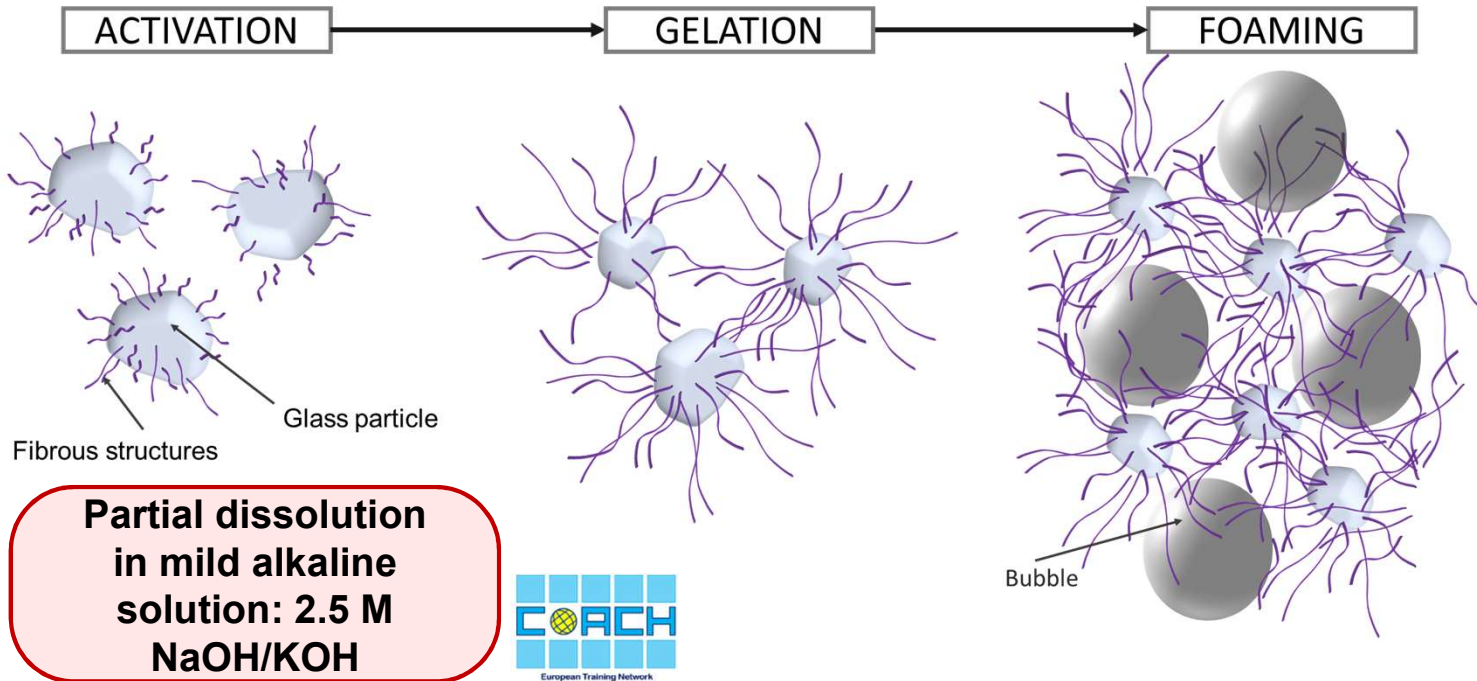 ACTIVATION
GELATION
FOAMING
Glass particle
Fibrous structures
Partial dissolution
in mild alkaline
solution: 2.5 M
NaOH/KOH
COACH
European Training Network
Bubble